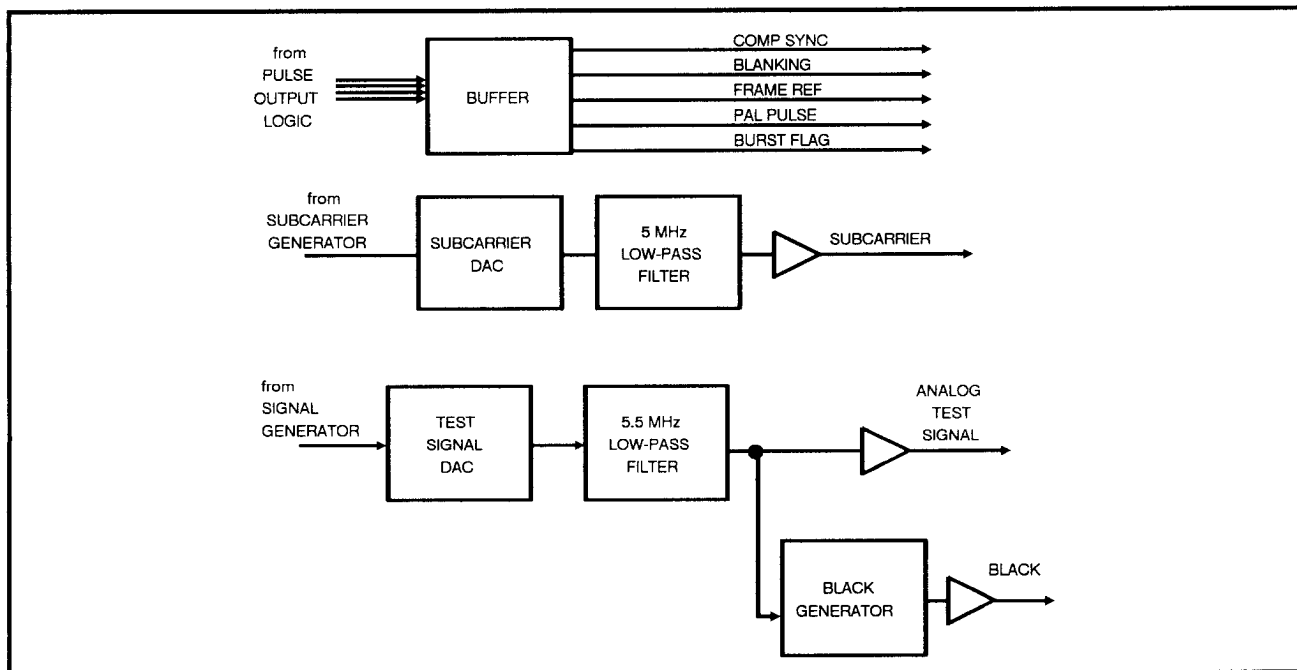 from
PULSE
OUTPUT
LOGIC
BUFFER
COMP SYNC
BLANKING
FRAME REF
PAL PULSE
BURST FLAG
from
SUBCARRIER
GENERATOR
SUBCARRIER
DAC
5 MHz
LOW-PASS
FILTER
SUBCARRIER
from
SIGNAL
GENERATOR
TEST
SIGNAL
DAC
5.5 MHz
LOW-PASS
FILTER
ANALOG
TEST
SIGNAL
BLACK
GENERATOR
BLACK